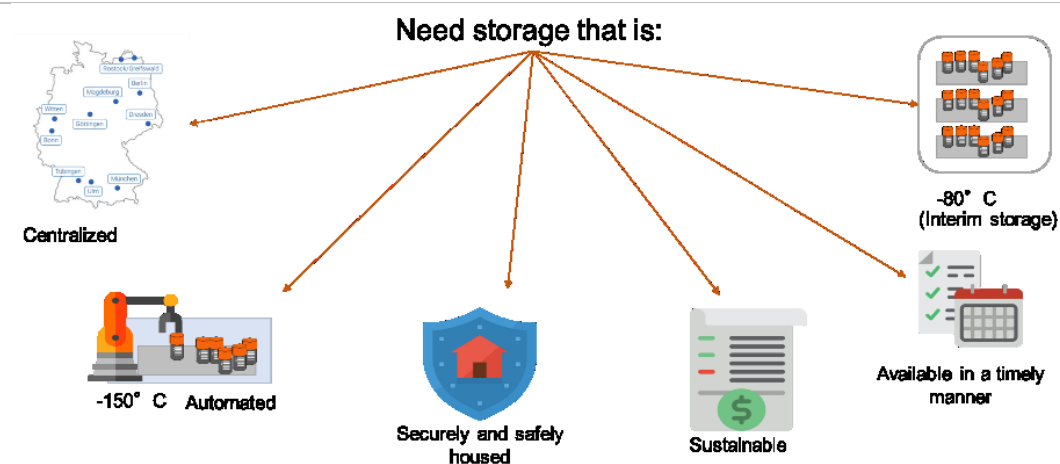 Need storage that is:
Rostock/Greifswald
Berlin
Magdeburg
Witten
Dresden
Göttingen
Bonn
Tübingen
München
Ulm
Centralized
-80° C
(Interim storage)
-150° C
Automated
Securely and safely
housed
$
Sustainable
Available in a timely
manner